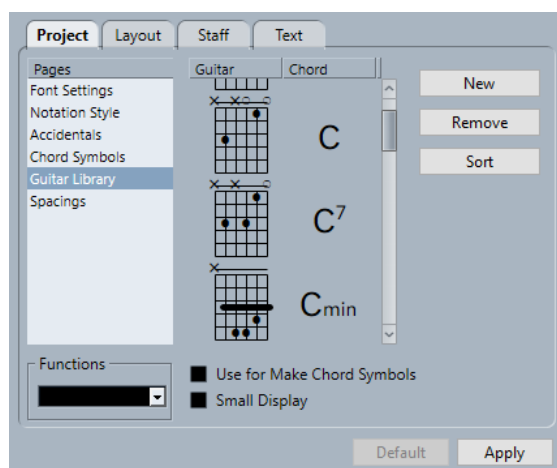 Project Layout Staff Text
Pages
Font Settings
Notation Style
Accidentals
Chord Symbols
Guitar Library
Spacings
Guitar Chord
C
C7
Cmin
New
Remove
Sort
Functions
Use for Make Chord Symbols
Small Display
Default Apply